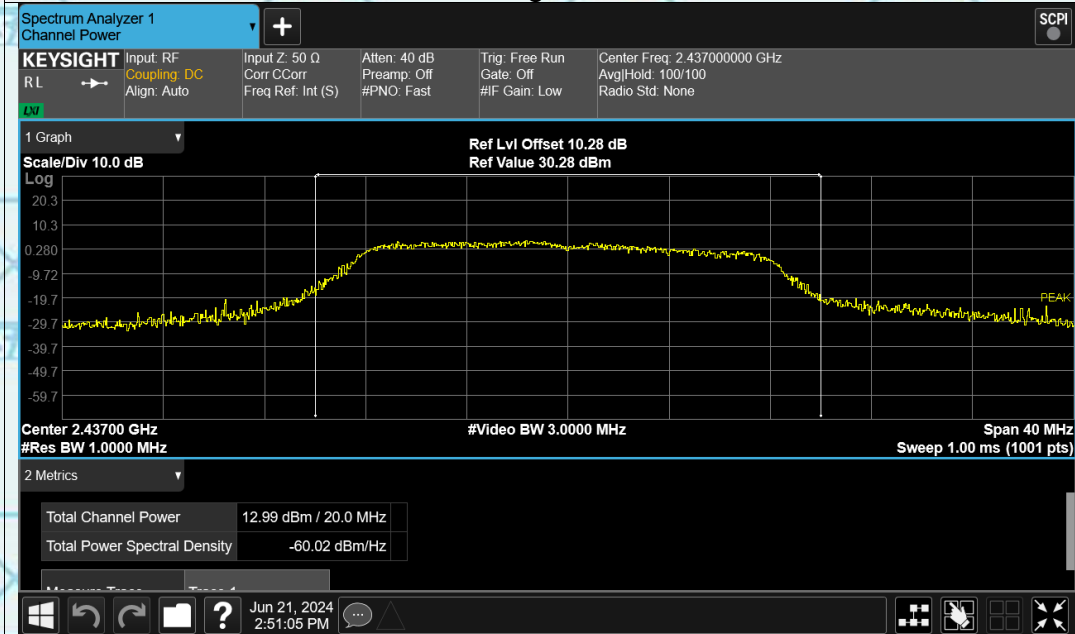 Spectrum Analyzer 1
Channel Power
+
SCPI
KEYSIGHT
R L
LXI
Input: RF
Coupling: DC
Align: Auto
Input Z: 50 Ω
Corr CCorr
Freq Ref: Int (S)
Atten: 40 dB
Preamp: Off
#PNO: Fast
Trig: Free Run
Gate: Off
#IF Gain: Low
Center Freq: 2.437000000 GHz
Avg|Hold: 100/100
Radio Std: None
1 Graph
Scale/Div 10.0 dB
Ref Lvl Offset 10.28 dB
Ref Value 30.28 dBm
Log
20.3
10.3
0.280
-9.72
-19.7
-29.7
-39.7
-49.7
-59.7
PEAK
Center 2.43700 GHz
#Video BW 3.0000 MHz
Span 40 MHz
#Res BW 1.0000 MHz
Sweep 1.00 ms (1001 pts)
2 Metrics
Total Channel Power 12.99 dBm / 20.0 MHz
Total Power Spectral Density -60.02 dBm/Hz
Measure Trace Trace 1
?
Jun 21, 2024
2:51:05 PM